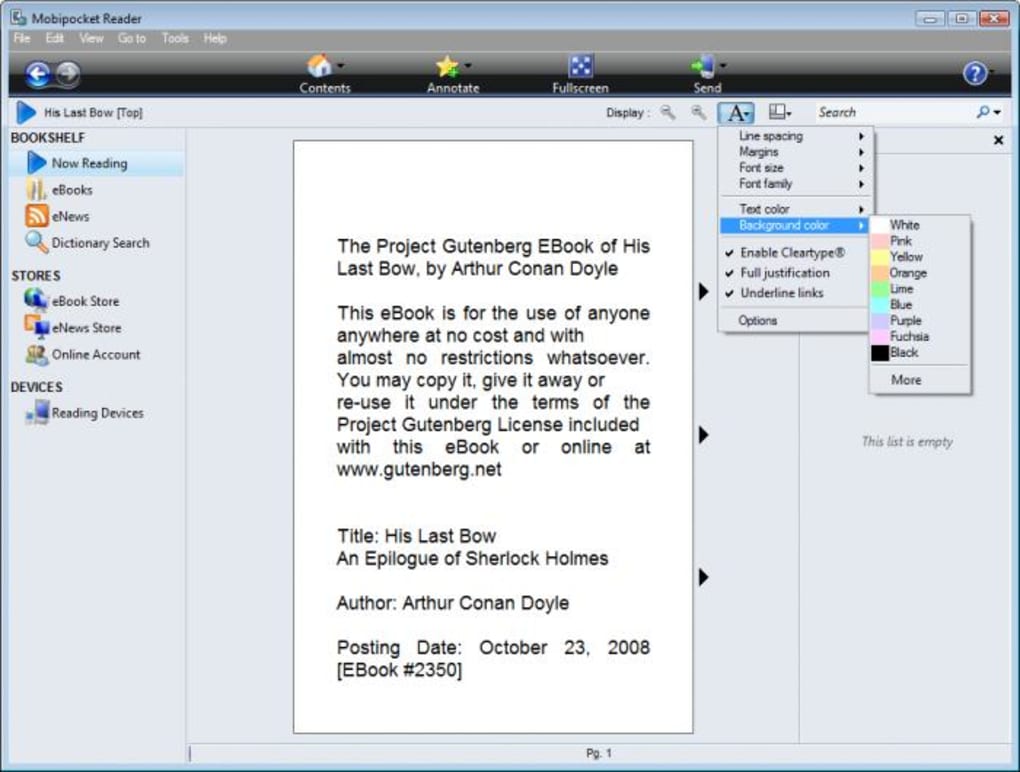 Mobipocket Reader
File Edit View Go to Tools Help
Contents Annotate Fullscreen Send
His Last Bow [Top]
Display : A Search
BOOKSHELF
Now Reading
eBooks
eNews
Dictionary Search
STORES
eBook Store
eNews Store
Online Account
DEVICES
Reading Devices
The Project Gutenberg EBook of His
Last Bow, by Arthur Conan Doyle
This eBook is for the use of anyone
anywhere at no cost and with
almost no restrictions whatsoever.
You may copy it, give it away or
re-use it under the terms of the
Project Gutenberg License included
with this eBook or online at
www.gutenberg.net
Title: His Last Bow
An Epilogue of Sherlock Holmes
Author: Arthur Conan Doyle
Posting Date: October 23, 2008
[EBook #2350]
Line spacing
Margins
Font size
Font family
Text color
Background color
Enable Cleartype®
Full justification
Underline links
Options
White
Pink
Yellow
Orange
Lime
Blue
Purple
Fuchsia
Black
More
This list is empty
Pg. 1